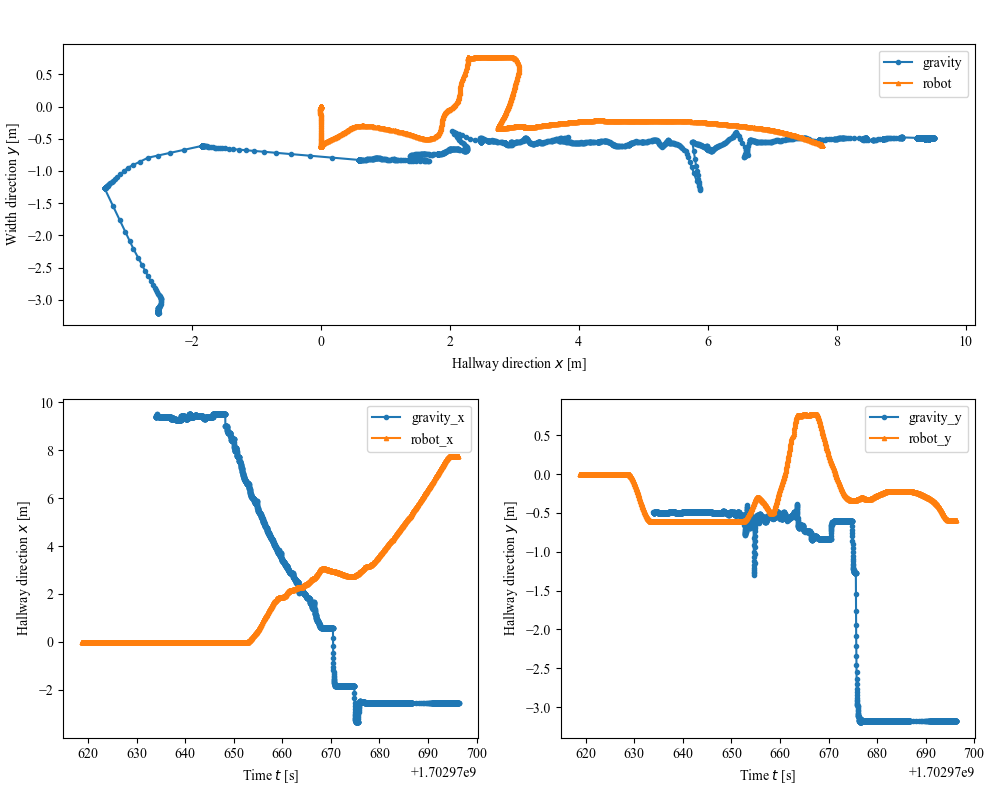 gravity
robot
0.5
0.0
−0.5
−1.0
−1.5
−2.0
−2.5
−3.0
Width direction y [m]
−2 0 2 4 6 8 10
Hallway direction x [m]
gravity_x
robot_x
10
8
6
4
2
0
−2
Hallway direction x [m]
620 630 640 650 660 670 680 690 700
Time t [s]
+1.70297e9
gravity_y
robot_y
0.5
0.0
−0.5
−1.0
−1.5
−2.0
−2.5
−3.0
Hallway direction y [m]
620 630 640 650 660 670 680 690 700
Time t [s]
+1.70297e9